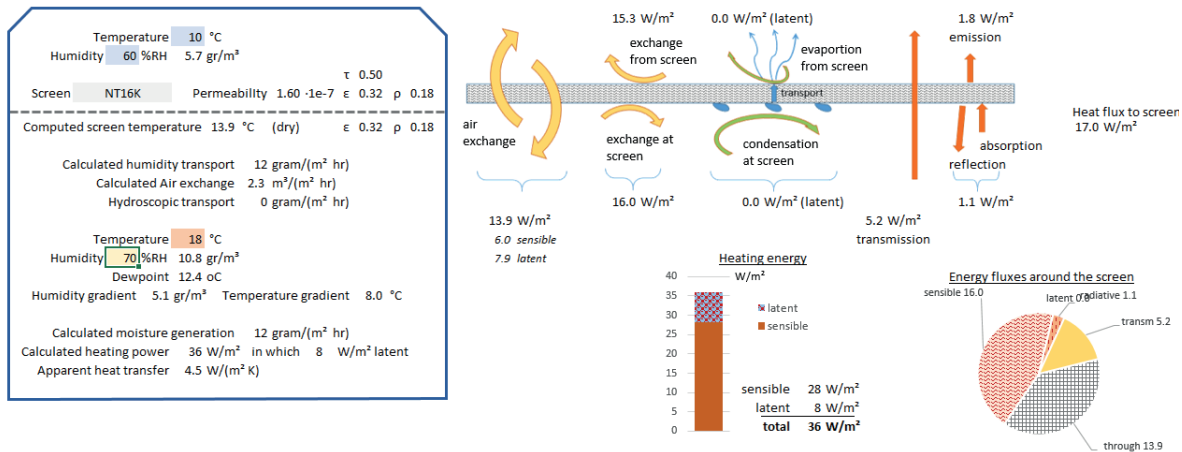 Temperature 10 °C
Humidity 60 %RH 5.7 gr/m³
τ 0.50
Screen NT16K Permeability 1.60 ·1e-7 ε 0.32 ρ 0.18
Computed screen temperature 13.9 °C (dry) ε 0.32 ρ 0.18
Calculated humidity transport 12 gram/(m² hr)
Calculated Air exchange 2.3 m³/(m² hr)
Hydroscopic transport 0 gram/(m² hr)
Temperature 18 °C
Humidity 70 %RH 10.8 gr/m³
Dewpoint 12.4 oC
Humidity gradient 5.1 gr/m³ Temperature gradient 8.0 °C
Calculated moisture generation 12 gram/(m² hr)
Calculated heating power 36 W/m² in which 8 W/m² latent
Apparent heat transfer 4.5 W/(m² K)
15.3 W/m² 0.0 W/m² (latent) 1.8 W/m²
emission
exchange
from screen
evaportion
from screen
transport
air
exchange
exchange at
screen
condensation
at screen
absorption
reflection
Heat flux to screen
17.0 W/m²
13.9 W/m²
6.0 sensible
7.9 latent
16.0 W/m²
0.0 W/m² (latent)
5.2 W/m²
transmission
1.1 W/m²
Heating energy
W/m²
40
35
30
25
20
15
10
5
0
latent
sensible
sensible 28 W/m²
latent 8 W/m²
total 36 W/m²
Energy fluxes around the screen
sensible 16.0
latent 0.0
radiative 1.1
transm 5.2
through 13.9